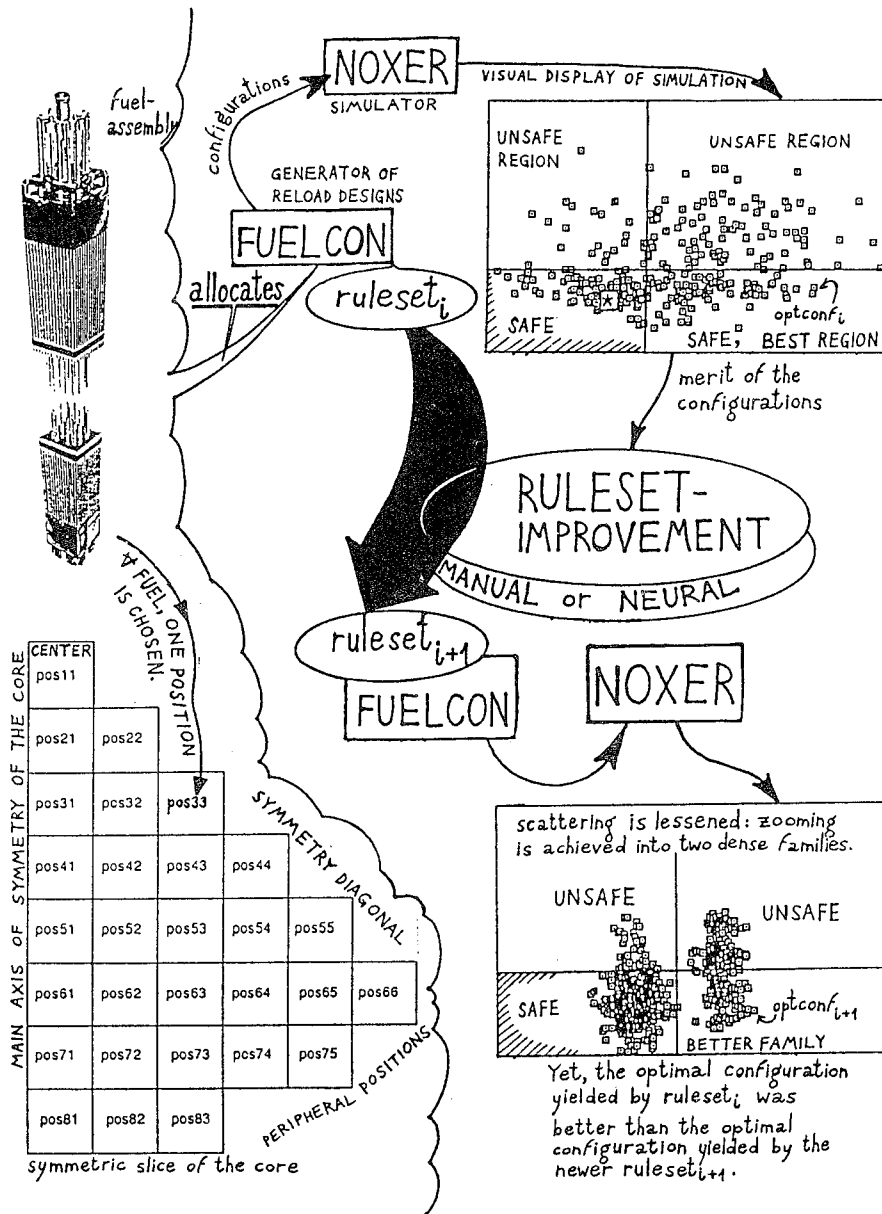 fuel-
assembly
configurations
NOXER
SIMULATOR
VISUAL DISPLAY OF SIMULATION
UNSAFE
REGION
UNSAFE REGION
SAFE
*
optconfi
SAFE, BEST REGION
GENERATOR OF
RELOAD DESIGNS
FUELCON
allocates
ruleseti
merit of the
configurations
RULESET-
IMPROVEMENT
MANUAL or NEURAL
ruleseti+1
FUELCON
NOXER
∀ FUEL, ONE POSITION
IS CHOSEN.
MAIN AXIS OF SYMMETRY OF THE CORE
CENTER
pos11
pos21 pos22
pos31 pos32 pos33
pos41 pos42 pos43 pos44
pos51 pos52 pos53 pos54 pos55
pos61 pos62 pos63 pos64 pos65 pos66
pos71 pos72 pos73 pos74 pos75
pos81 pos82 pos83
symmetric slice of the core
SYMMETRY DIAGONAL
PERIPHERAL POSITIONS
scattering is lessened: zooming
is achieved into two dense families.
UNSAFE
UNSAFE
SAFE
optconfi+1
BETTER FAMILY
Yet, the optimal configuration
yielded by ruleseti was
better than the optimal
configuration yielded by the
newer ruleseti+1.